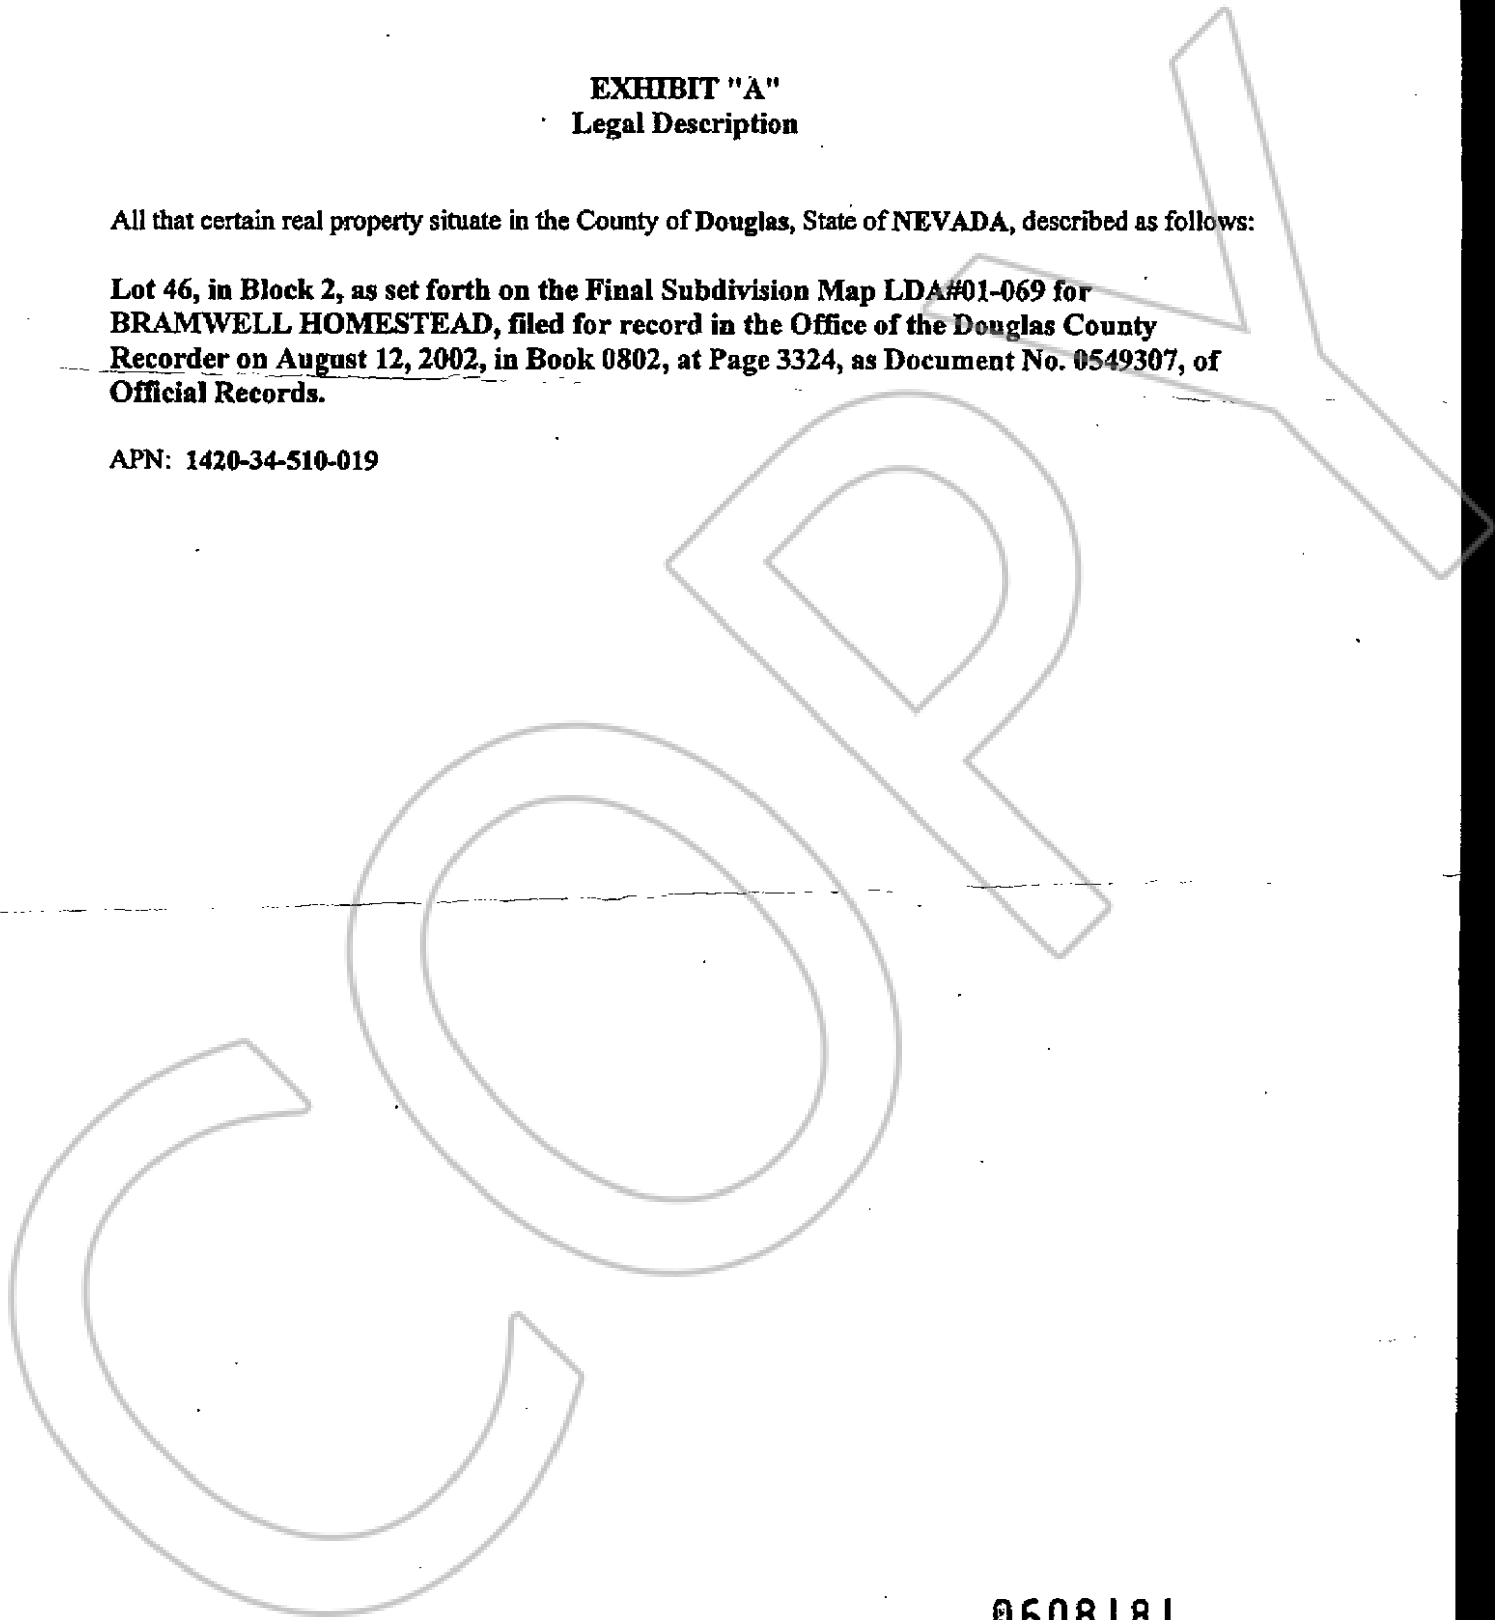 EXHIBIT "A"
Legal Description
All that certain real property situate in the County of Douglas, State of NEVADA, described as follows:
Lot 46, in Block 2, as set forth on the Final Subdivision Map LDA#01-069 for
BRAMWELL HOMESTEAD, filed for record in the Office of the Douglas County
Recorder on August 12, 2002, in Book 0802, at Page 3324, as Document No. 0549307, of
Official Records.
APN: 1420-34-510-019
COPY
0608181